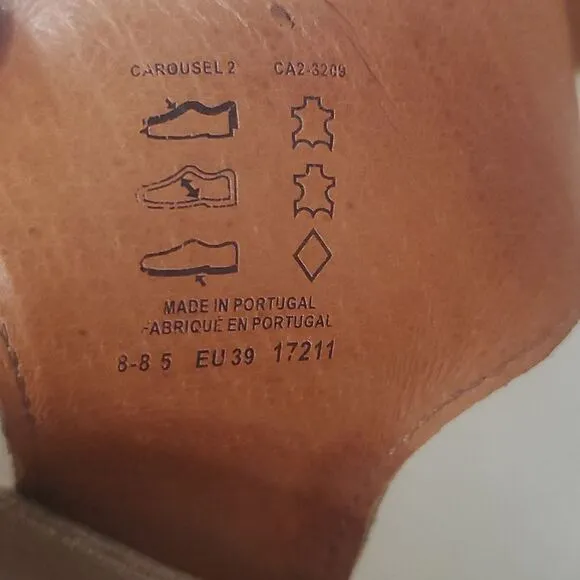 CAROUSEL 2 CA2-3209
MADE IN PORTUGAL
FABRIQUÉ EN PORTUGAL
8-8 5 EU 39 17211